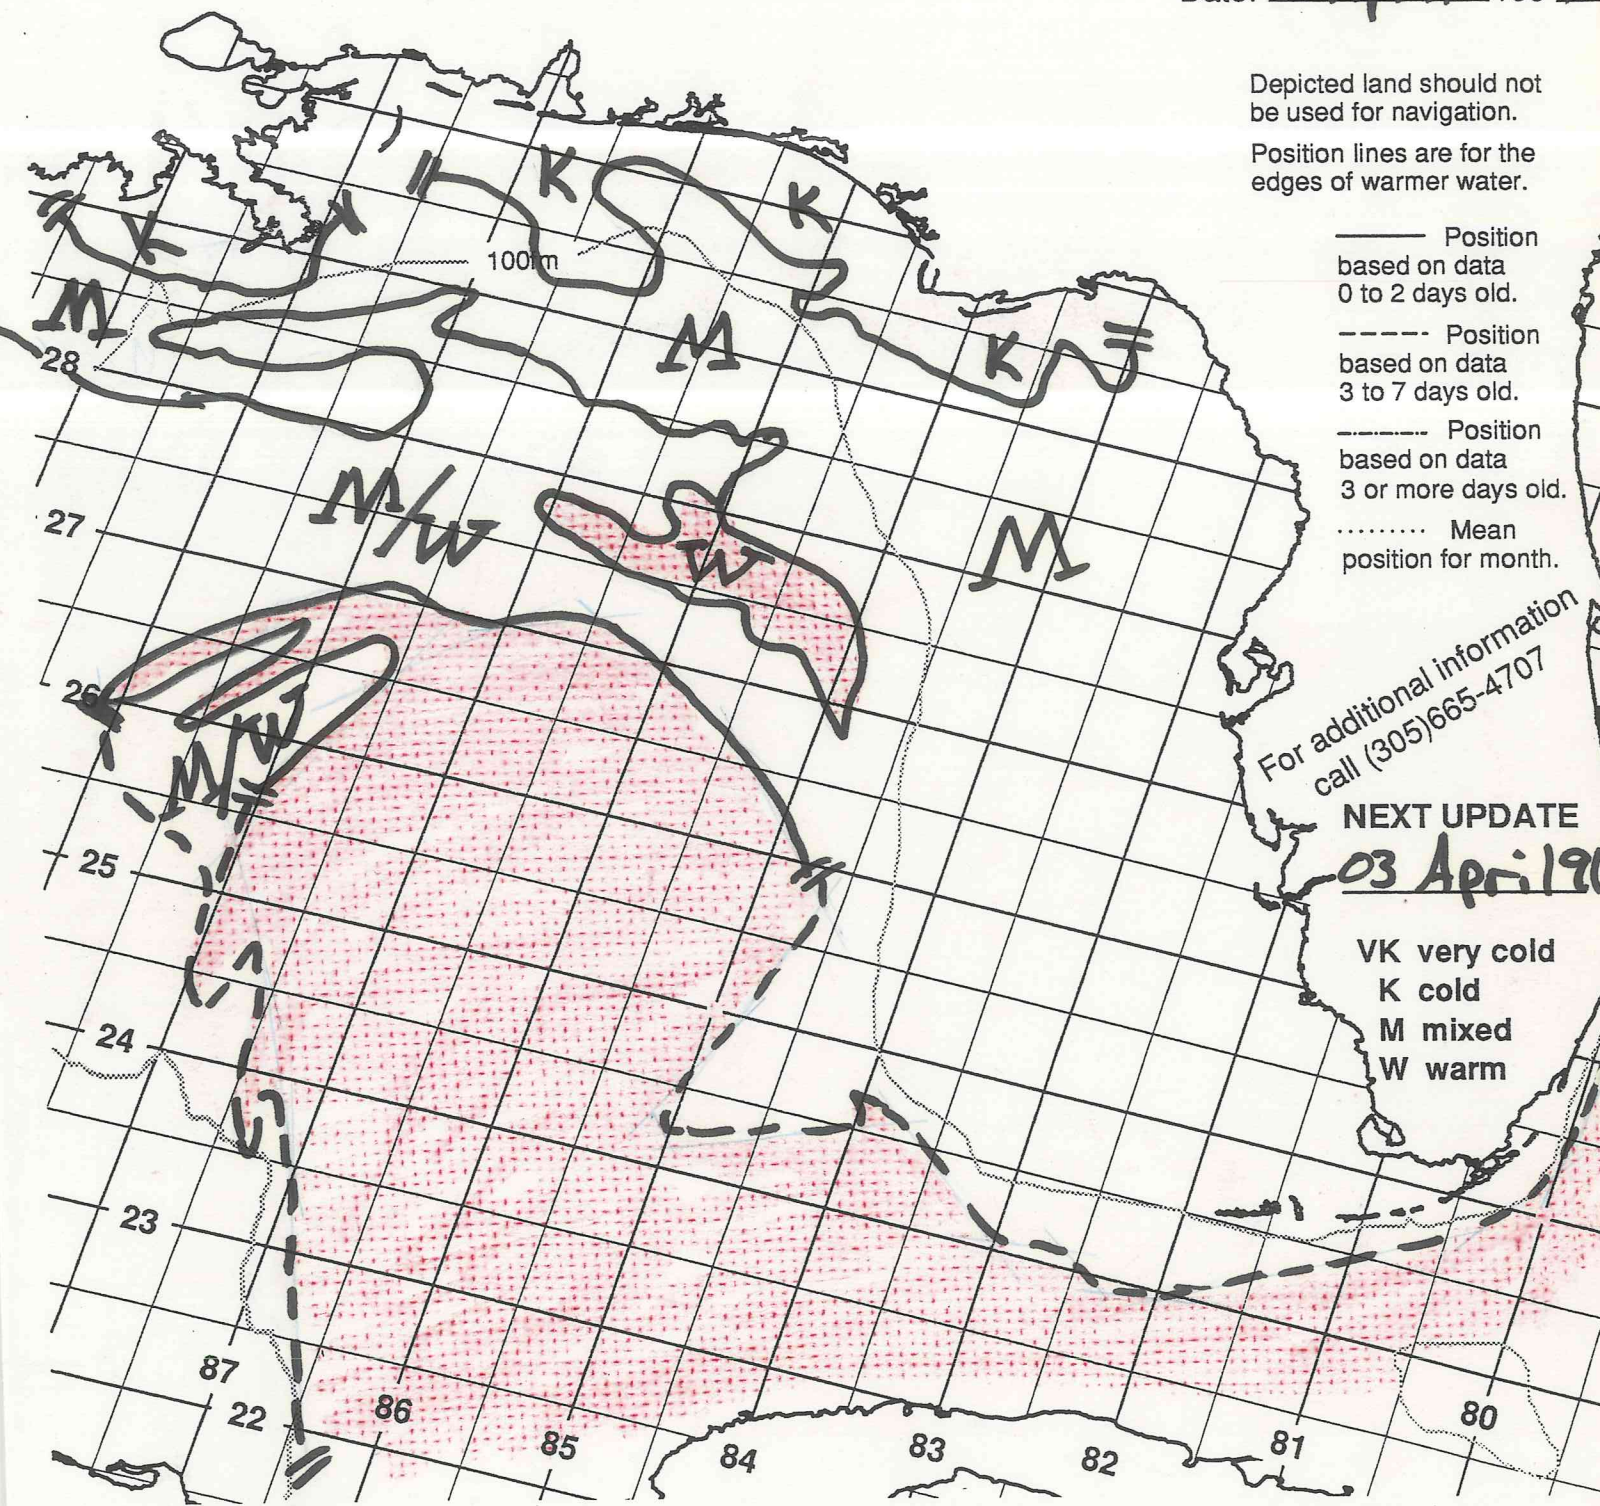 Depicted land should not
be used for navigation.
Position lines are for the
edges of warmer water.
Position
based on data
0 to 2 days old.
Position
based on data
3 to 7 days old.
Position
based on data
3 or more days old.
Mean
position for month.
For additional information
call (305)665-4707
NEXT UPDATE
03 April 91
VK very cold
K cold
M mixed
W warm
K
K
K
100fm
M
M
K
28
M/W
27
W
M
26
M/W
25
24
23
87
22
86
85
84
83
82
81
80